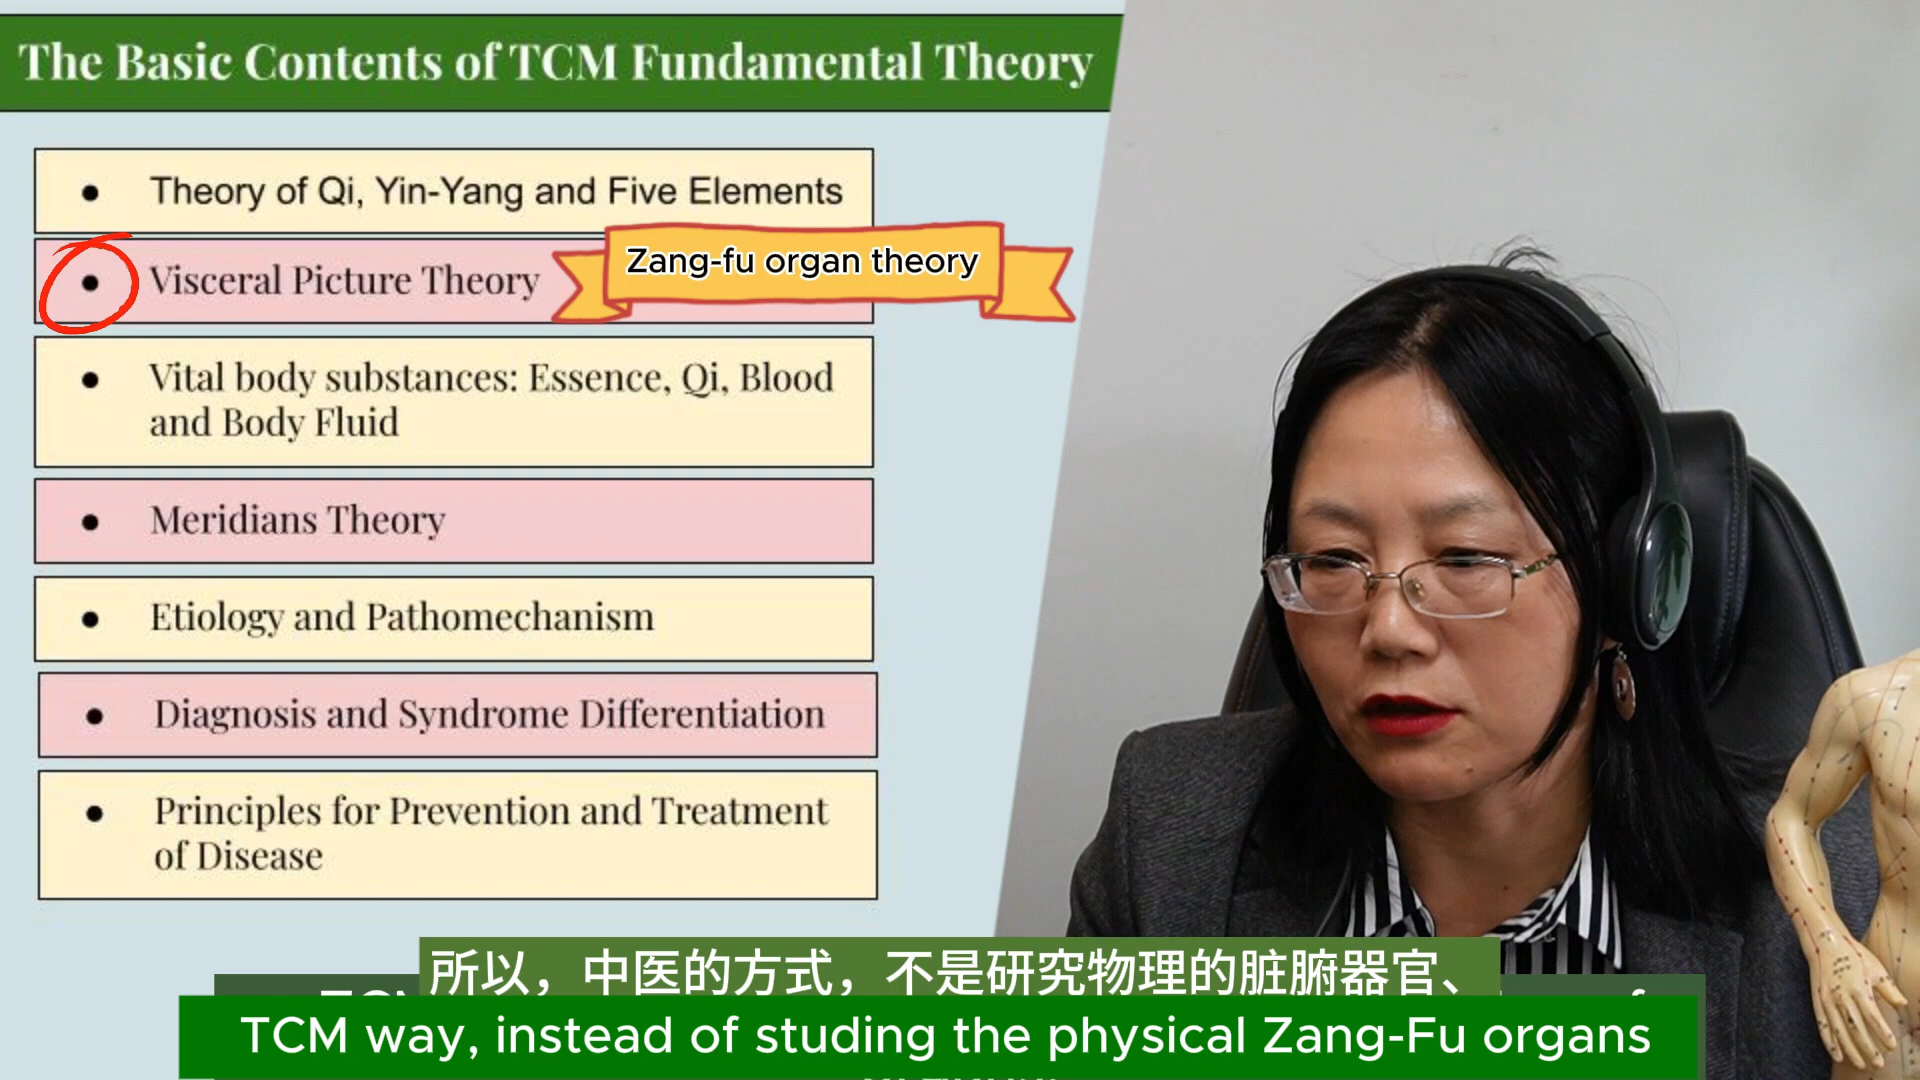 The Basic Contents of TCM Fundamental Theory
● Theory of Qi, Yin-Yang and Five Elements
● Visceral Picture Theory
Zang-fu organ theory
● Vital body substances: Essence, Qi, Blood
and Body Fluid
● Meridians Theory
● Etiology and Pathomechanism
● Diagnosis and Syndrome Differentiation
● Principles for Prevention and Treatment
of Disease
所以，中医的方式，不是研究物理的脏腑器官、
TCM way, instead of studing the physical Zang-Fu organs